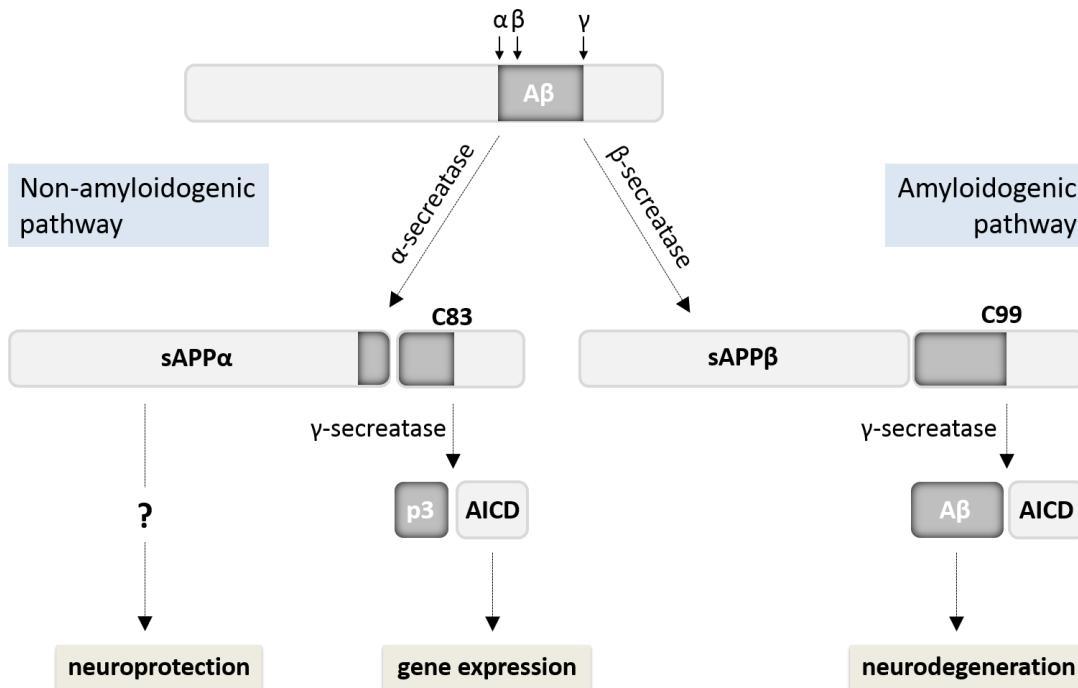 α β γ
Aβ
Non-amyloidogenic
pathway
α-secreatase
β-secreatase
Amyloidogenic
pathway
C83
C99
sAPPα
sAPPβ
γ-secreatase
γ-secreatase
p3
AICD
Aβ
AICD
?
neuroprotection
gene expression
neurodegeneration